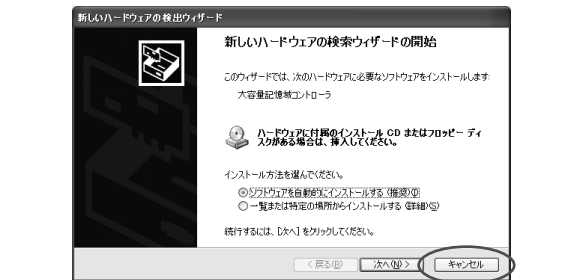 新しいハードウェアの検出ウィザード
新しいハードウェアの検索ウィザードの開始
このウィザードでは、次のハードウェアに必要なソフトウェアをインストールします:
大容量記憶域コントローラ
ハードウェアに付属のインストール CD またはフロッピー ディ
スクがある場合は、挿入してください。
インストール方法を選んでください。
ソフトウェアを自動的にインストールする (推奨)(I)
一覧または特定の場所からインストールする (詳細)(S)
続行するには、[次へ] をクリックしてください。
< 戻る(B) 次へ(N) > キャンセル